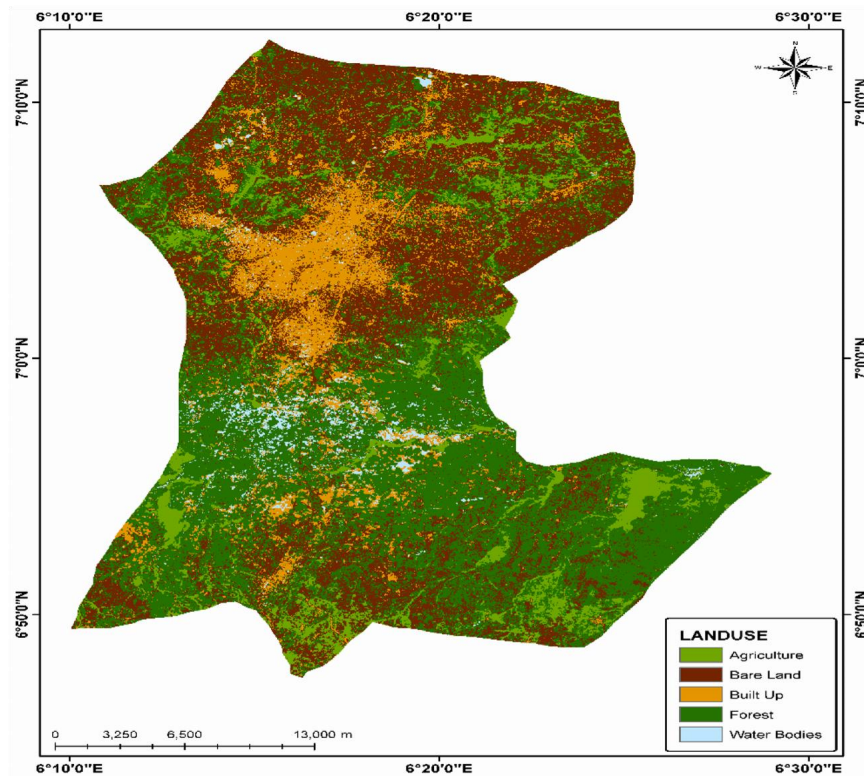 6°10'0"E 6°20'0"E 6°30'0"E
N
W E
S
7°10'0"N 7°10'0"N
7°0'0"N 7°0'0"N
6°50'0"N 6°50'0"N
LANDUSE
Agriculture
Bare Land
Built Up
Forest
Water Bodies
0 3,250 6,500 13,000 m
6°10'0"E 6°20'0"E 6°30'0"E